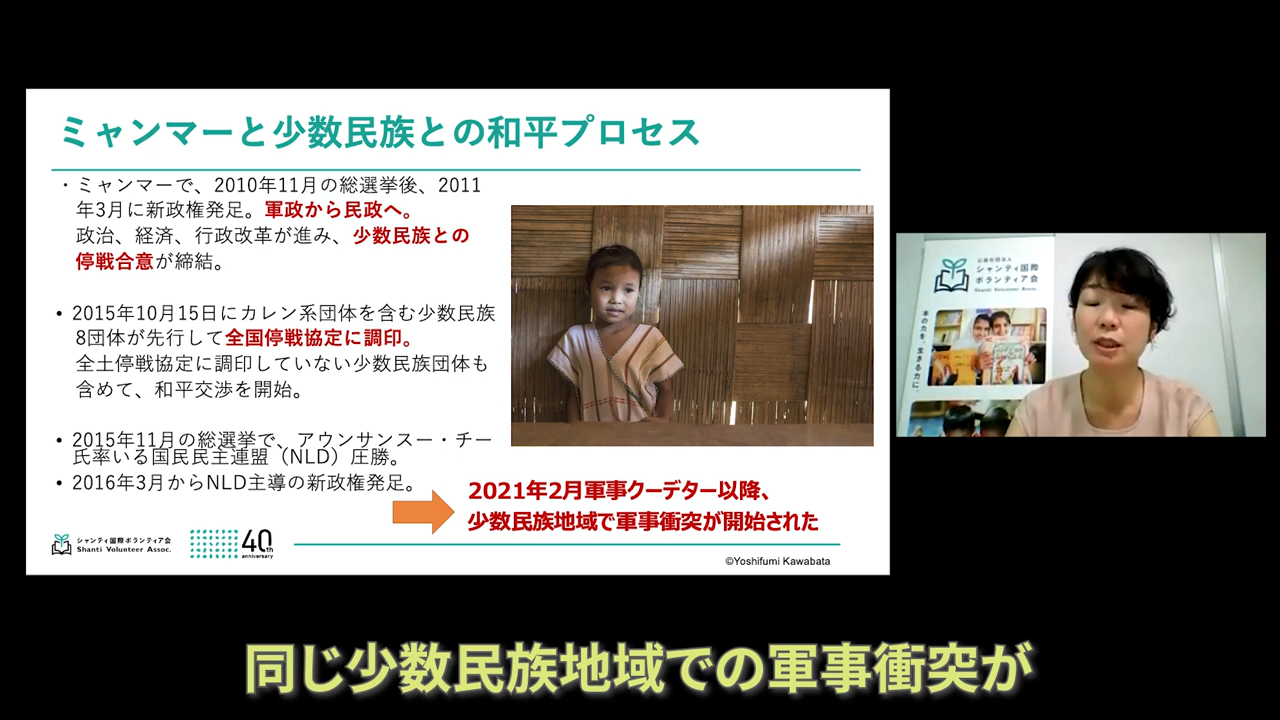 ミャンマーと少数民族との和平プロセス
・ミャンマーで、2010年11月の総選挙後、2011
年3月に新政権発足。軍政から民政へ。
政治、経済、行政改革が進み、少数民族との
停戦合意が締結。
• 2015年10月15日にカレン系団体を含む少数民族
8団体が先行して全国停戦協定に調印。
全土停戦協定に調印していない少数民族団体も
含めて、和平交渉を開始。
• 2015年11月の総選挙で、アウンサンスー・チー
氏率いる国民民主連盟（NLD）圧勝。
• 2016年3月からNLD主導の新政権発足。
2021年2月軍事クーデター以降、
少数民族地域で軍事衝突が開始された
シャンティ国際ボランティア会
Shanti Volunteer Assoc.
40th
anniversary
©Yoshifumi Kawabata
公益社団法人
シャンティ国際
ボランティア会
Shanti Volunteer Assoc.
本の力を、生きる力に。
同じ少数民族地域での軍事衝突が